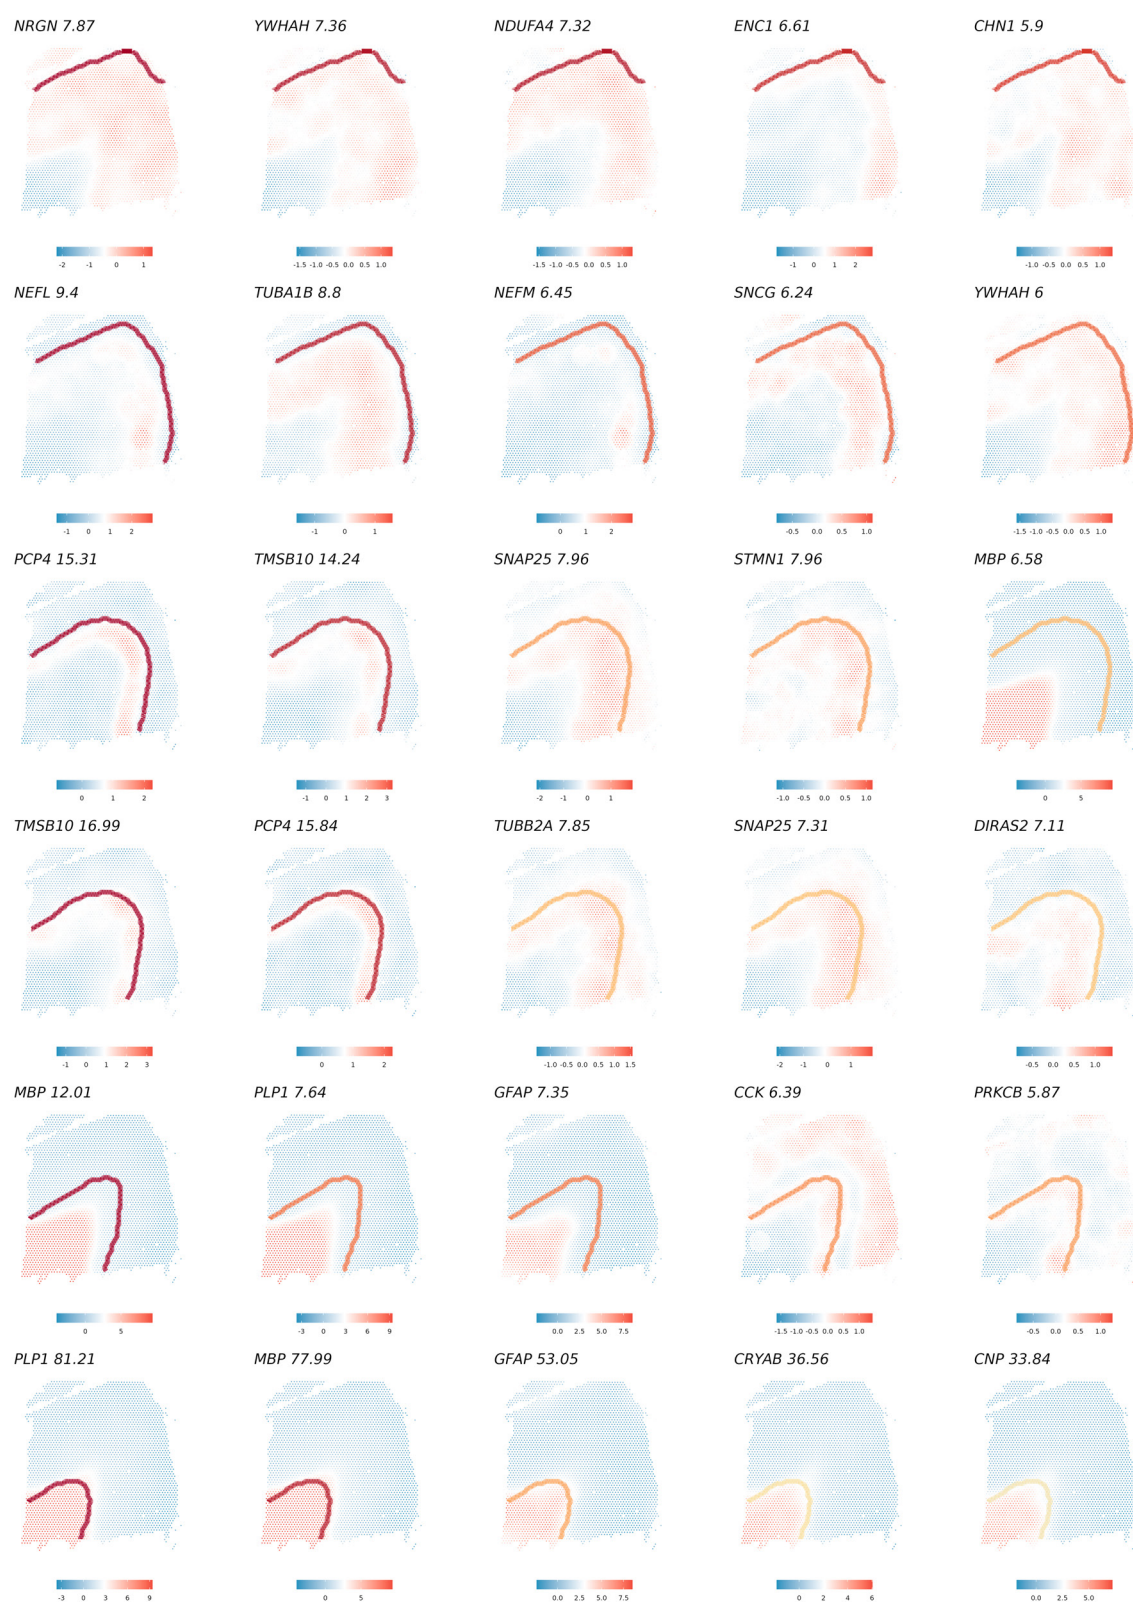 NRGN 7.87 YWHAH 7.36 NDUFA4 7.32 ENC1 6.61 CHN1 5.9
-2 -1 0 1 -1.5 -1.0 -0.5 0.0 0.5 1.0 -1.5 -1.0 -0.5 0.0 0.5 1.0 -1 0 1 2 -1.0 -0.5 0.0 0.5 1.0
NEFL 9.4 TUBA1B 8.8 NEFM 6.45 SNCG 6.24 YWHAH 6
-1 0 1 2 -1 0 1 0 1 2 -0.5 0.0 0.5 1.0 -1.5 -1.0 -0.5 0.0 0.5 1.0
PCP4 15.31 TMSB10 14.24 SNAP25 7.96 STMN1 7.96 MBP 6.58
0 1 2 -1 0 1 2 3 -2 -1 0 1 -1.0 -0.5 0.0 0.5 1.0 0 5
TMSB10 16.99 PCP4 15.84 TUBB2A 7.85 SNAP25 7.31 DIRAS2 7.11
-1 0 1 2 3 0 1 2 -1.0 -0.5 0.0 0.5 1.0 1.5 -2 -1 0 1 -0.5 0.0 0.5 1.0
MBP 12.01 PLP1 7.64 GFAP 7.35 CCK 6.39 PRKCB 5.87
0 5 -3 0 3 6 9 0.0 2.5 5.0 7.5 -1.5 -1.0 -0.5 0.0 0.5 1.0 -0.5 0.0 0.5 1.0
PLP1 81.21 MBP 77.99 GFAP 53.05 CRYAB 36.56 CNP 33.84
-3 0 3 6 9 0 5 0.0 2.5 5.0 7.5 0 2 4 6 0.0 2.5 5.0